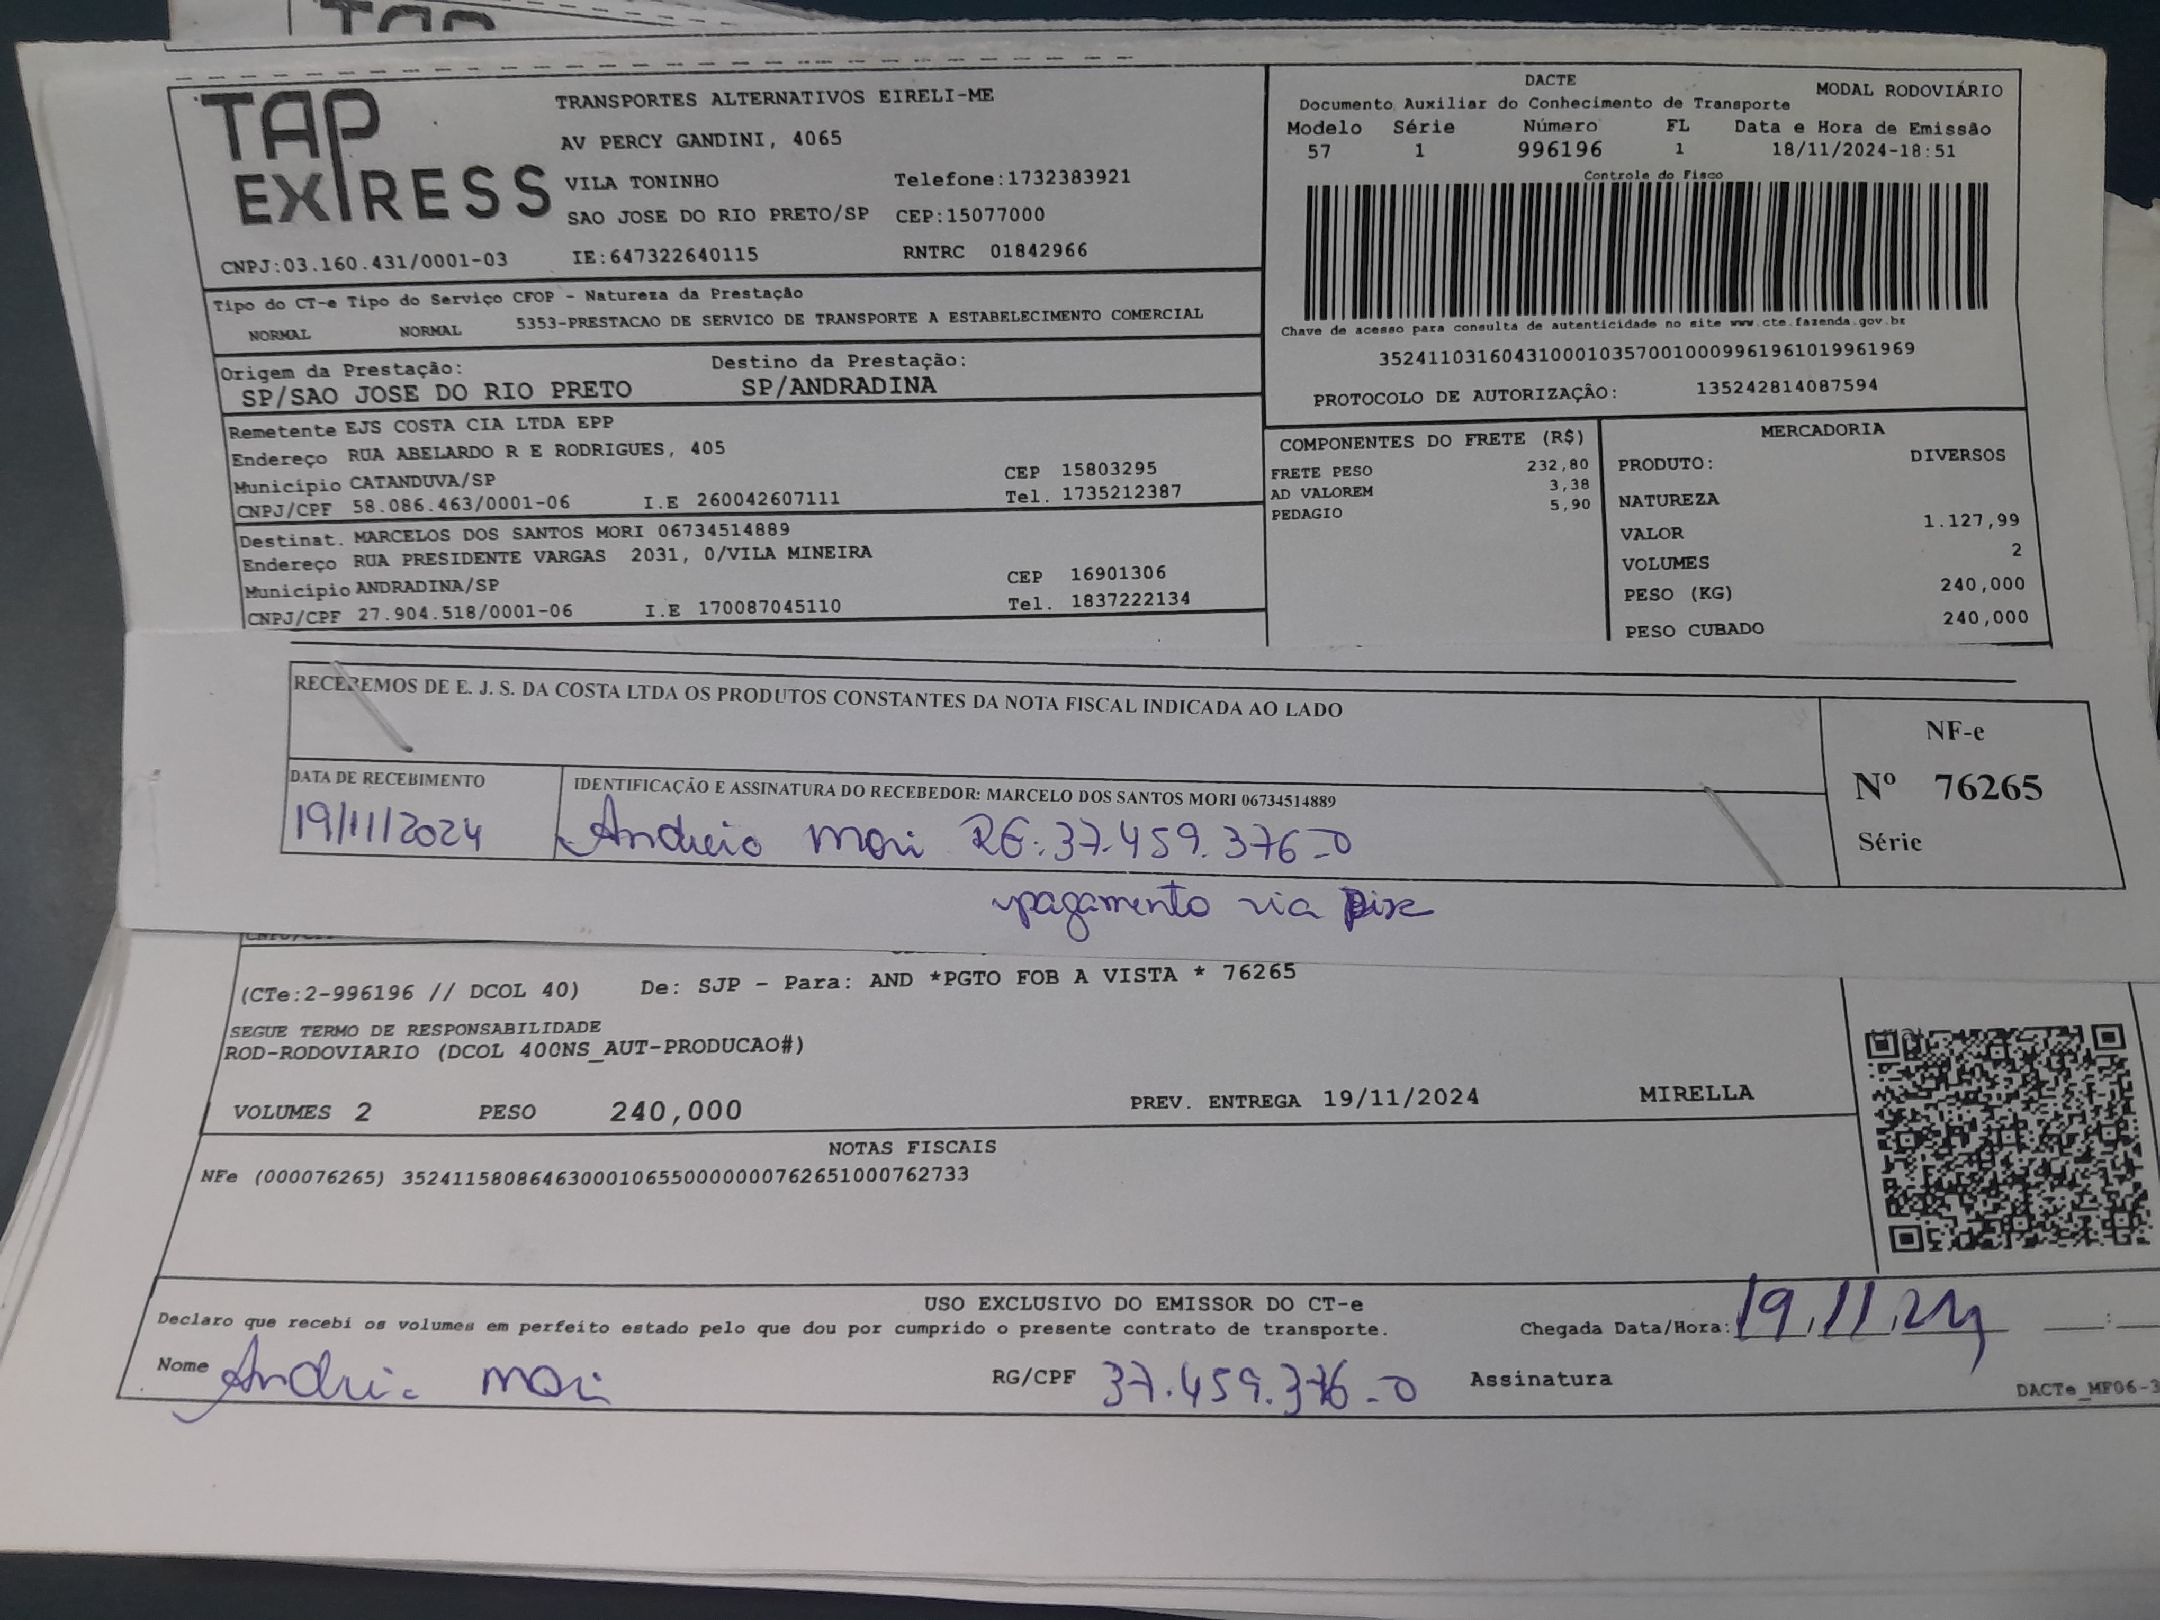 TAP EXPRESS
TRANSPORTES ALTERNATIVOS EIRELI-ME
AV PERCY GANDINI, 4065
VILA TONINHO Telefone:1732383921
SAO JOSE DO RIO PRETO/SP CEP:15077000
CNPJ:03.160.431/0001-03 IE:647322640115 RNTRC 01842966
DACTE MODAL RODOVIÁRIO
Documento Auxiliar do Conhecimento de Transporte
Modelo Série Número FL Data e Hora de Emissão
57 1 996196 1 18/11/2024-18:51
Controle do Fisco
Chave de acesso para consulta de autenticidade no site www.cte.fazenda.gov.br
35241103160431000103570010009961961019961969
PROTOCOLO DE AUTORIZAÇÃO: 135242814087594
Tipo do CT-e Tipo do Serviço CFOP - Natureza da Prestação
NORMAL NORMAL 5353-PRESTACAO DE SERVICO DE TRANSPORTE A ESTABELECIMENTO COMERCIAL
Origem da Prestação: Destino da Prestação:
SP/SAO JOSE DO RIO PRETO SP/ANDRADINA
Remetente EJS COSTA CIA LTDA EPP
Endereço RUA ABELARDO R E RODRIGUES, 405
Município CATANDUVA/SP CEP 15803295
CNPJ/CPF 58.086.463/0001-06 I.E 260042607111 Tel. 1735212387
Destinat. MARCELOS DOS SANTOS MORI 06734514889
Endereço RUA PRESIDENTE VARGAS 2031, 0/VILA MINEIRA
Município ANDRADINA/SP CEP 16901306
CNPJ/CPF 27.904.518/0001-06 I.E 170087045110 Tel. 1837222134
COMPONENTES DO FRETE (R$)
FRETE PESO 232,80
AD VALOREM 3,38
PEDAGIO 5,90
MERCADORIA
PRODUTO: DIVERSOS
NATUREZA
VALOR 1.127,99
VOLUMES 2
PESO (KG) 240,000
PESO CUBADO 240,000
RECEBEMOS DE E. J. S. DA COSTA LTDA OS PRODUTOS CONSTANTES DA NOTA FISCAL INDICADA AO LADO
NF-e
Nº 76265
Série
DATA DE RECEBIMENTO IDENTIFICAÇÃO E ASSINATURA DO RECEBEDOR: MARCELO DOS SANTOS MORI 06734514889
19/11/2024 Andreia Mori RG: 37.459.376-0
pagamento via Pix
(CTe:2-996196 // DCOL 40) De: SJP - Para: AND *PGTO FOB A VISTA * 76265
SEGUE TERMO DE RESPONSABILIDADE
ROD-RODOVIARIO (DCOL 400NS_AUT-PRODUCAO#)
VOLUMES 2 PESO 240,000 PREV. ENTREGA 19/11/2024 MIRELLA
NOTAS FISCAIS
NFe (000076265) 35241158086463000106550000000762651000762733
USO EXCLUSIVO DO EMISSOR DO CT-e
Declaro que recebi os volumes em perfeito estado pelo que dou por cumprido o presente contrato de transporte. Chegada Data/Hora: 19.11.24
Nome Andreia Mori RG/CPF 37.459.376-0 Assinatura
DACTe_MF06-3